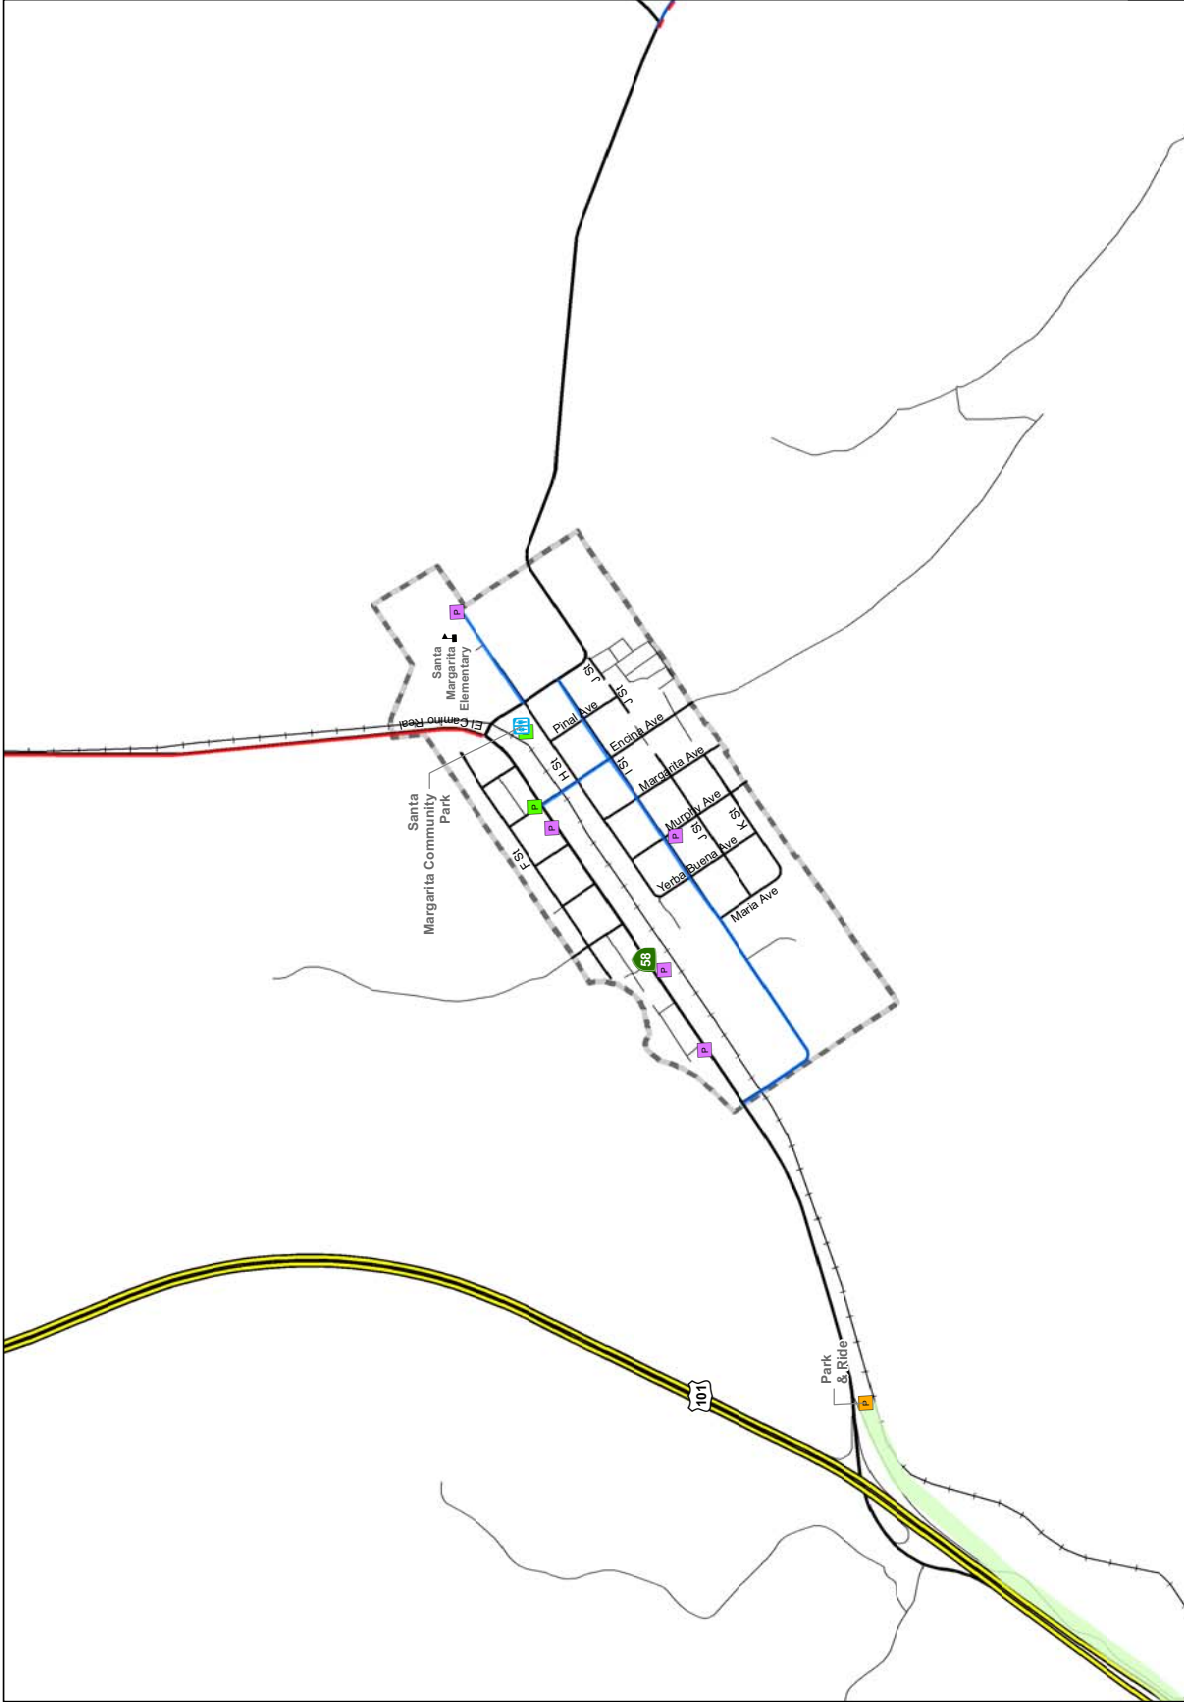 Santa
Margarita
Elementary
El Camino Real
Santa
Margarita Community
Park
P
P
P
P
P
P
P
F St
H St
Pinal Ave
J St
J St
Encina Ave
I St
Margarita Ave
Murphy Ave
J St
K St
Yerba Buena Ave
Maria Ave
58
101
Park
& Ride